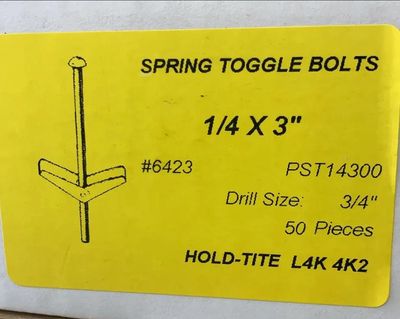 SPRING TOGGLE BOLTS
1/4 X 3"
#6423 PST14300
Drill Size: 3/4"
50 Pieces
HOLD-TITE L4K 4K2